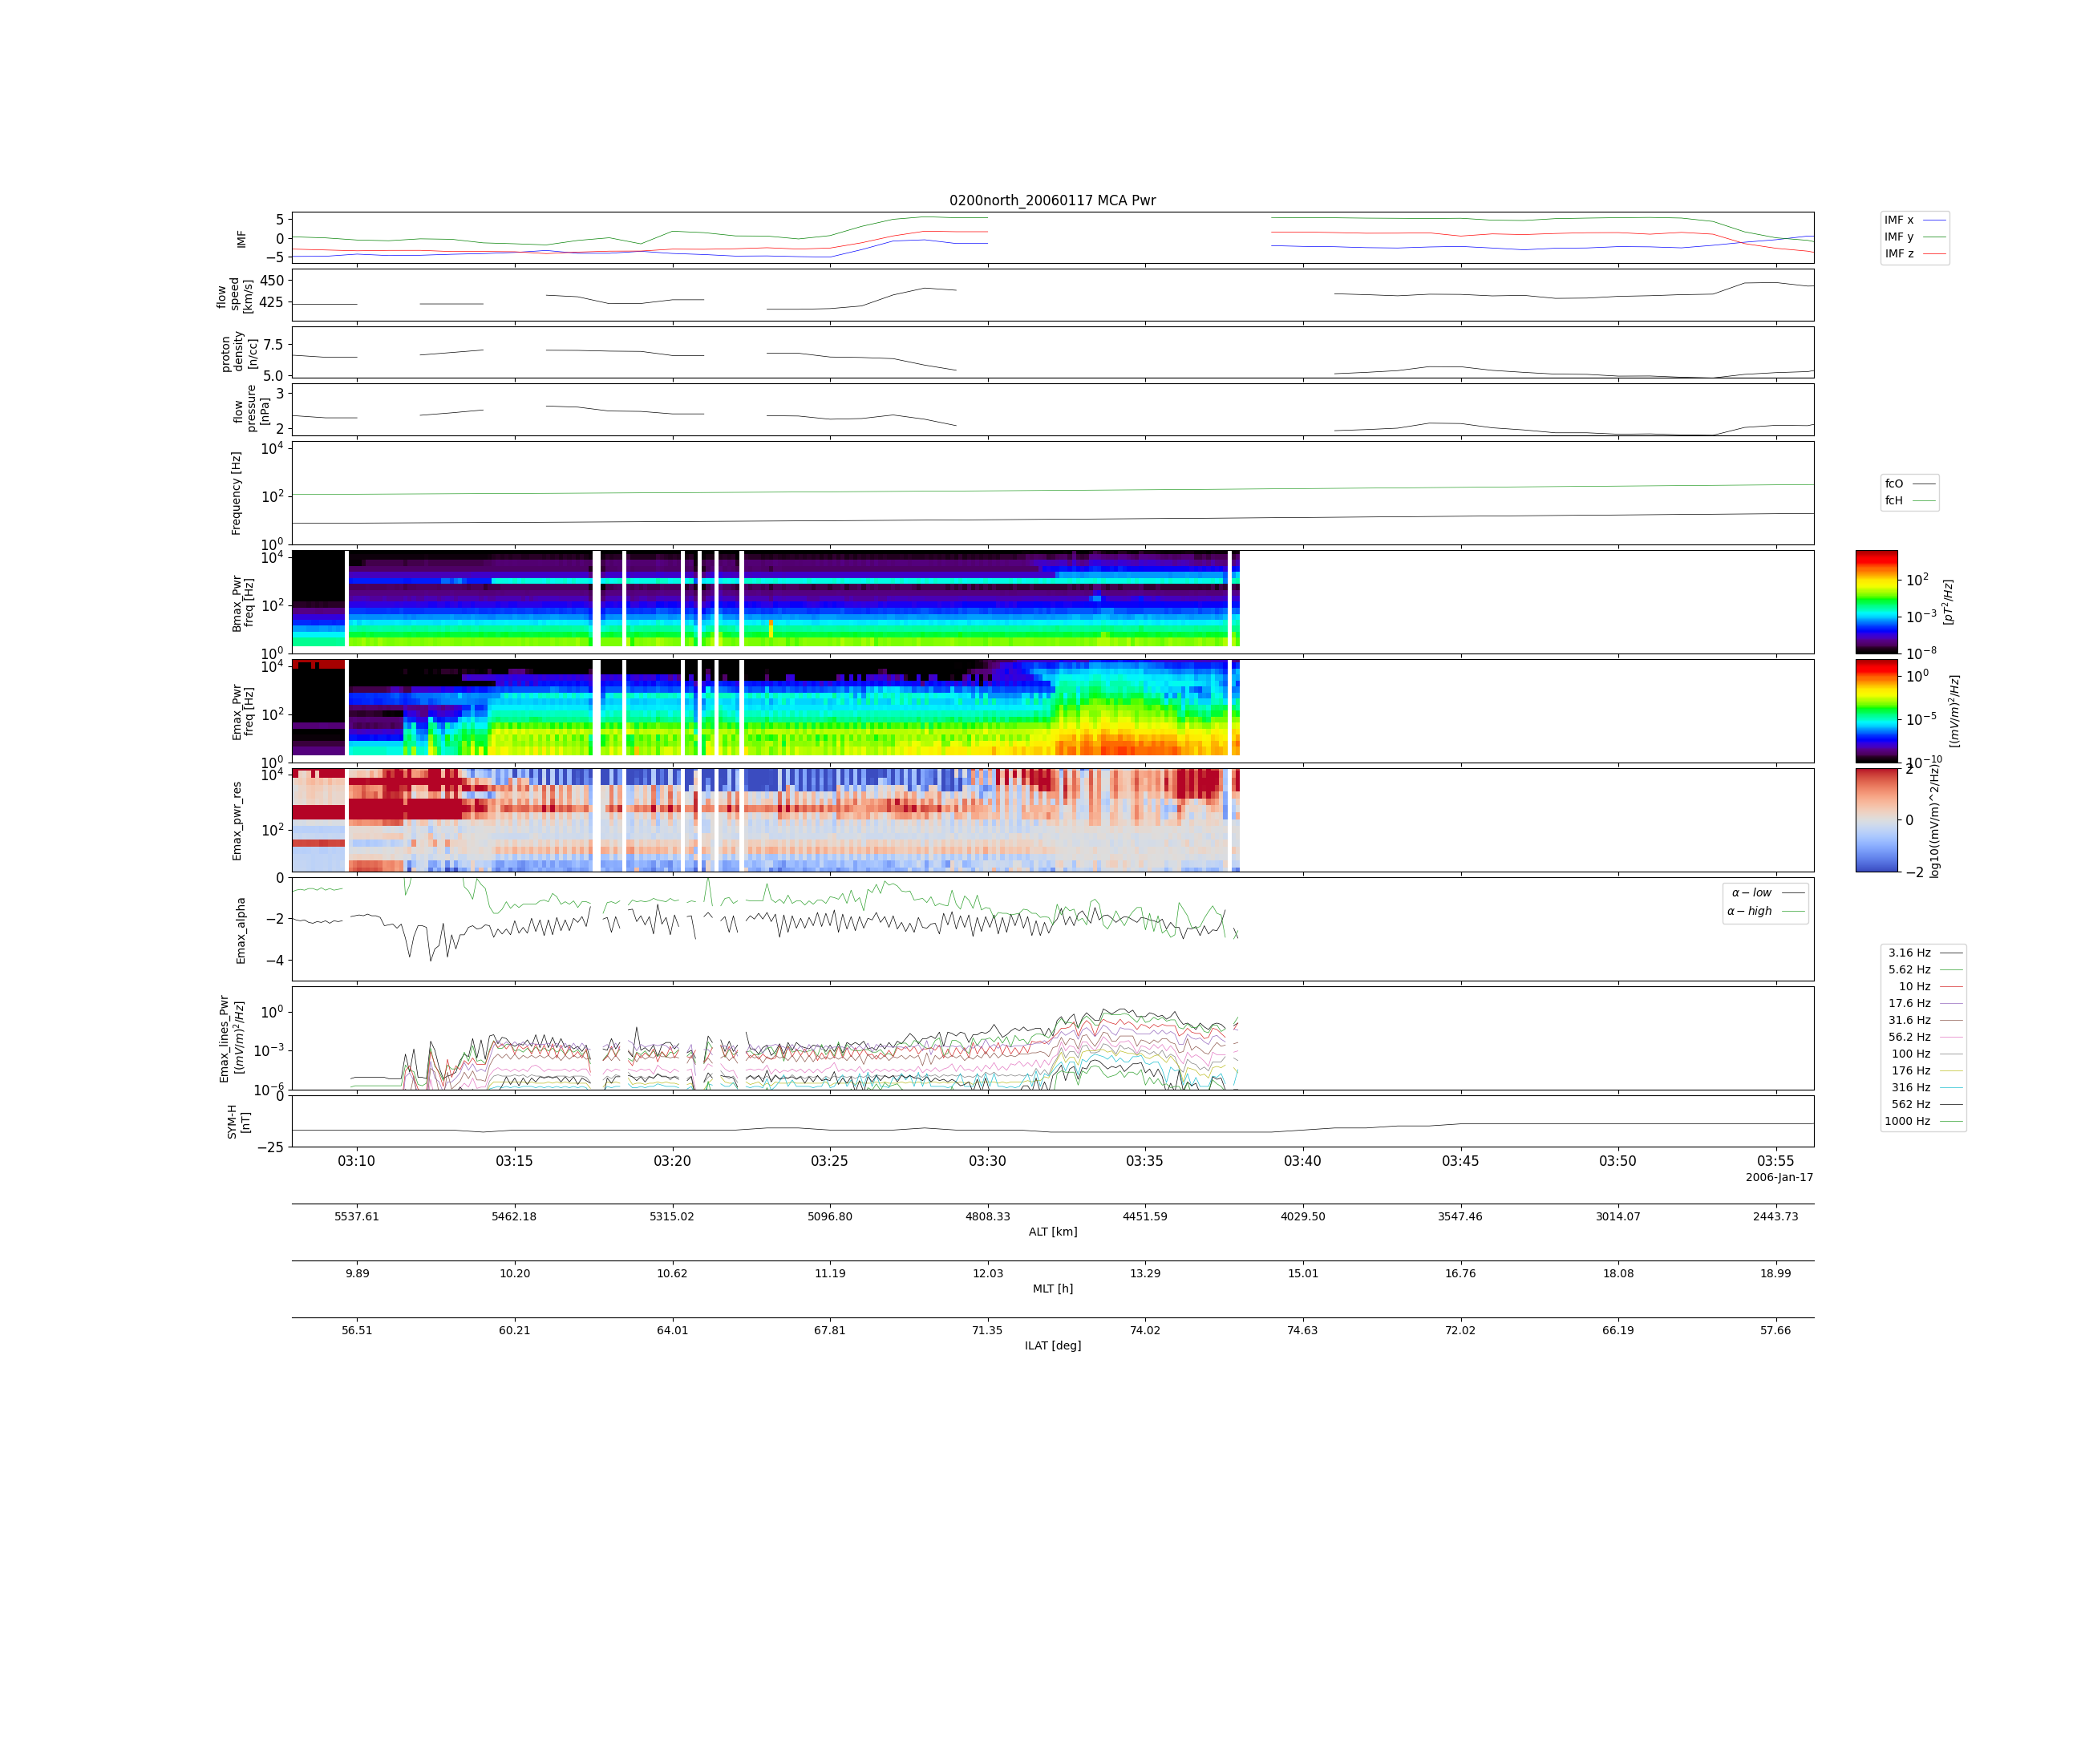 0200north_20060117 MCA Pwr
IMF
5
0
−5
IMF x
IMF y
IMF z
flow
speed
[km/s]
450
425
proton
density
[n/cc]
7.5
5.0
flow
pressure
[nPa]
3
2
Frequency [Hz]
10^4
10^2
10^0
fcO
fcH
Bmax_Pwr
freq [Hz]
10^4
10^2
10^0
10^2
10^−3
10^−8
[pT^2/Hz]
Emax_Pwr
freq [Hz]
10^4
10^2
10^0
10^0
10^−5
10^−10
[(mV/m)^2/Hz]
Emax_pwr_res
10^4
10^2
2
0
−2
log10((mV/m)^2/Hz)
Emax_alpha
0
−2
−4
α − low
α − high
Emax_lines_Pwr
[(mV/m)^2/Hz]
10^0
10^−3
10^−6
3.16 Hz
5.62 Hz
10 Hz
17.6 Hz
31.6 Hz
56.2 Hz
100 Hz
176 Hz
316 Hz
562 Hz
1000 Hz
SYM-H
[nT]
0
−25
03:10 03:15 03:20 03:25 03:30 03:35 03:40 03:45 03:50 03:55
2006-Jan-17
5537.61 5462.18 5315.02 5096.80 4808.33 4451.59 4029.50 3547.46 3014.07 2443.73
ALT [km]
9.89 10.20 10.62 11.19 12.03 13.29 15.01 16.76 18.08 18.99
MLT [h]
56.51 60.21 64.01 67.81 71.35 74.02 74.63 72.02 66.19 57.66
ILAT [deg]